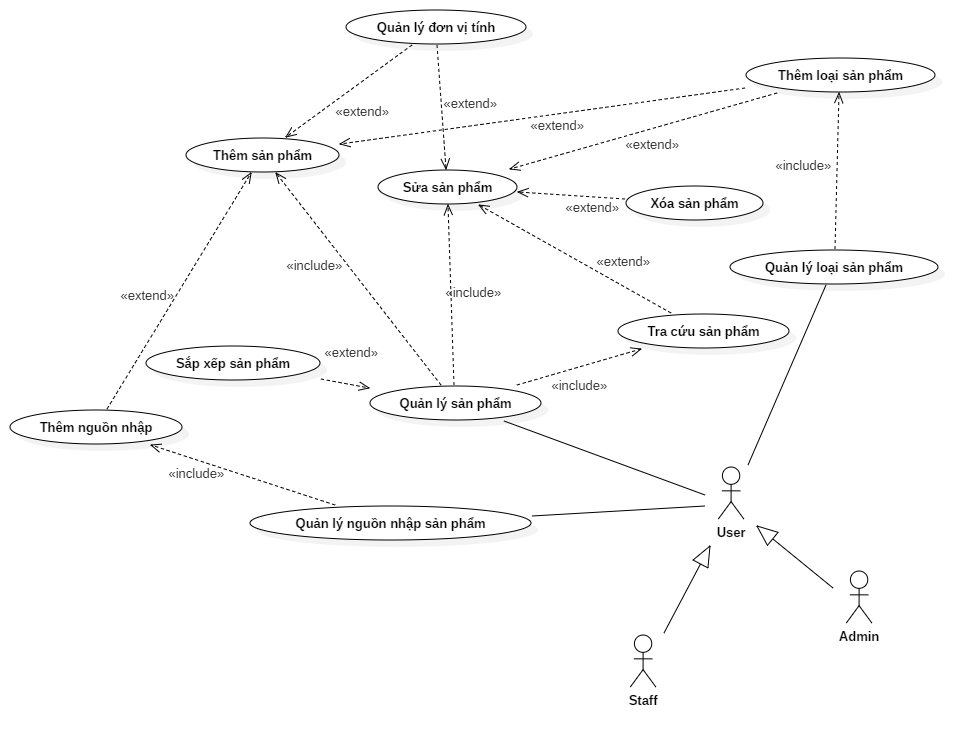 Quản lý đơn vị tính
Thêm loại sản phẩm
«extend»
«extend»
«extend»
«extend»
Thêm sản phẩm
«include»
Sửa sản phẩm
Xóa sản phẩm
«extend»
«include»
«extend»
Quản lý loại sản phẩm
«extend»
«include»
Tra cứu sản phẩm
Sắp xếp sản phẩm
«extend»
«include»
Quản lý sản phẩm
Thêm nguồn nhập
«include»
Quản lý nguồn nhập sản phẩm
User
Admin
Staff